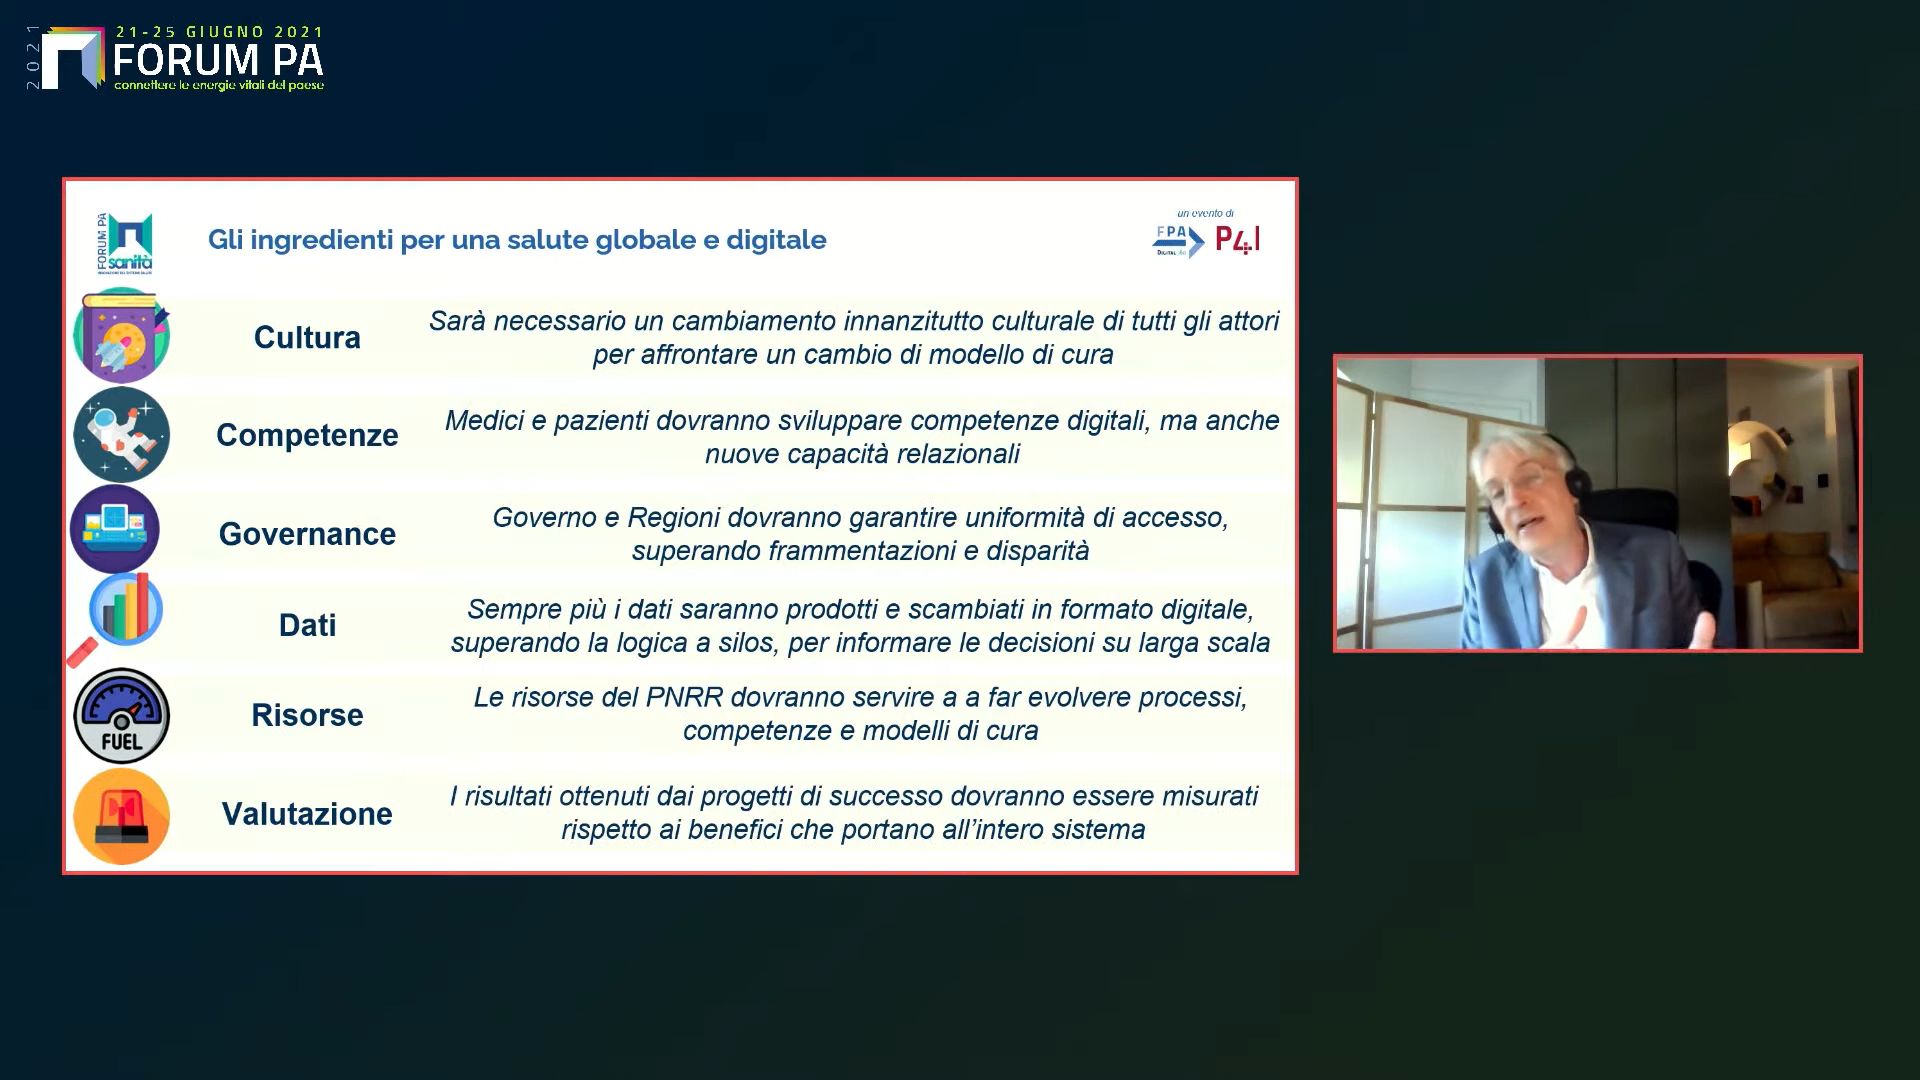 2021
21-25 GIUGNO 2021
FORUM PA
connettere le energie vitali del paese
FORUM PA
sanità
Gli ingredienti per una salute globale e digitale
un evento di
FPA
DIGITAL360
P4I
Cultura
Sarà necessario un cambiamento innanzitutto culturale di tutti gli attori
per affrontare un cambio di modello di cura
Competenze
Medici e pazienti dovranno sviluppare competenze digitali, ma anche
nuove capacità relazionali
Governance
Governo e Regioni dovranno garantire uniformità di accesso,
superando frammentazioni e disparità
Dati
Sempre più i dati saranno prodotti e scambiati in formato digitale,
superando la logica a silos, per informare le decisioni su larga scala
FUEL
Risorse
Le risorse del PNRR dovranno servire a a far evolvere processi,
competenze e modelli di cura
Valutazione
I risultati ottenuti dai progetti di successo dovranno essere misurati
rispetto ai benefici che portano all’intero sistema